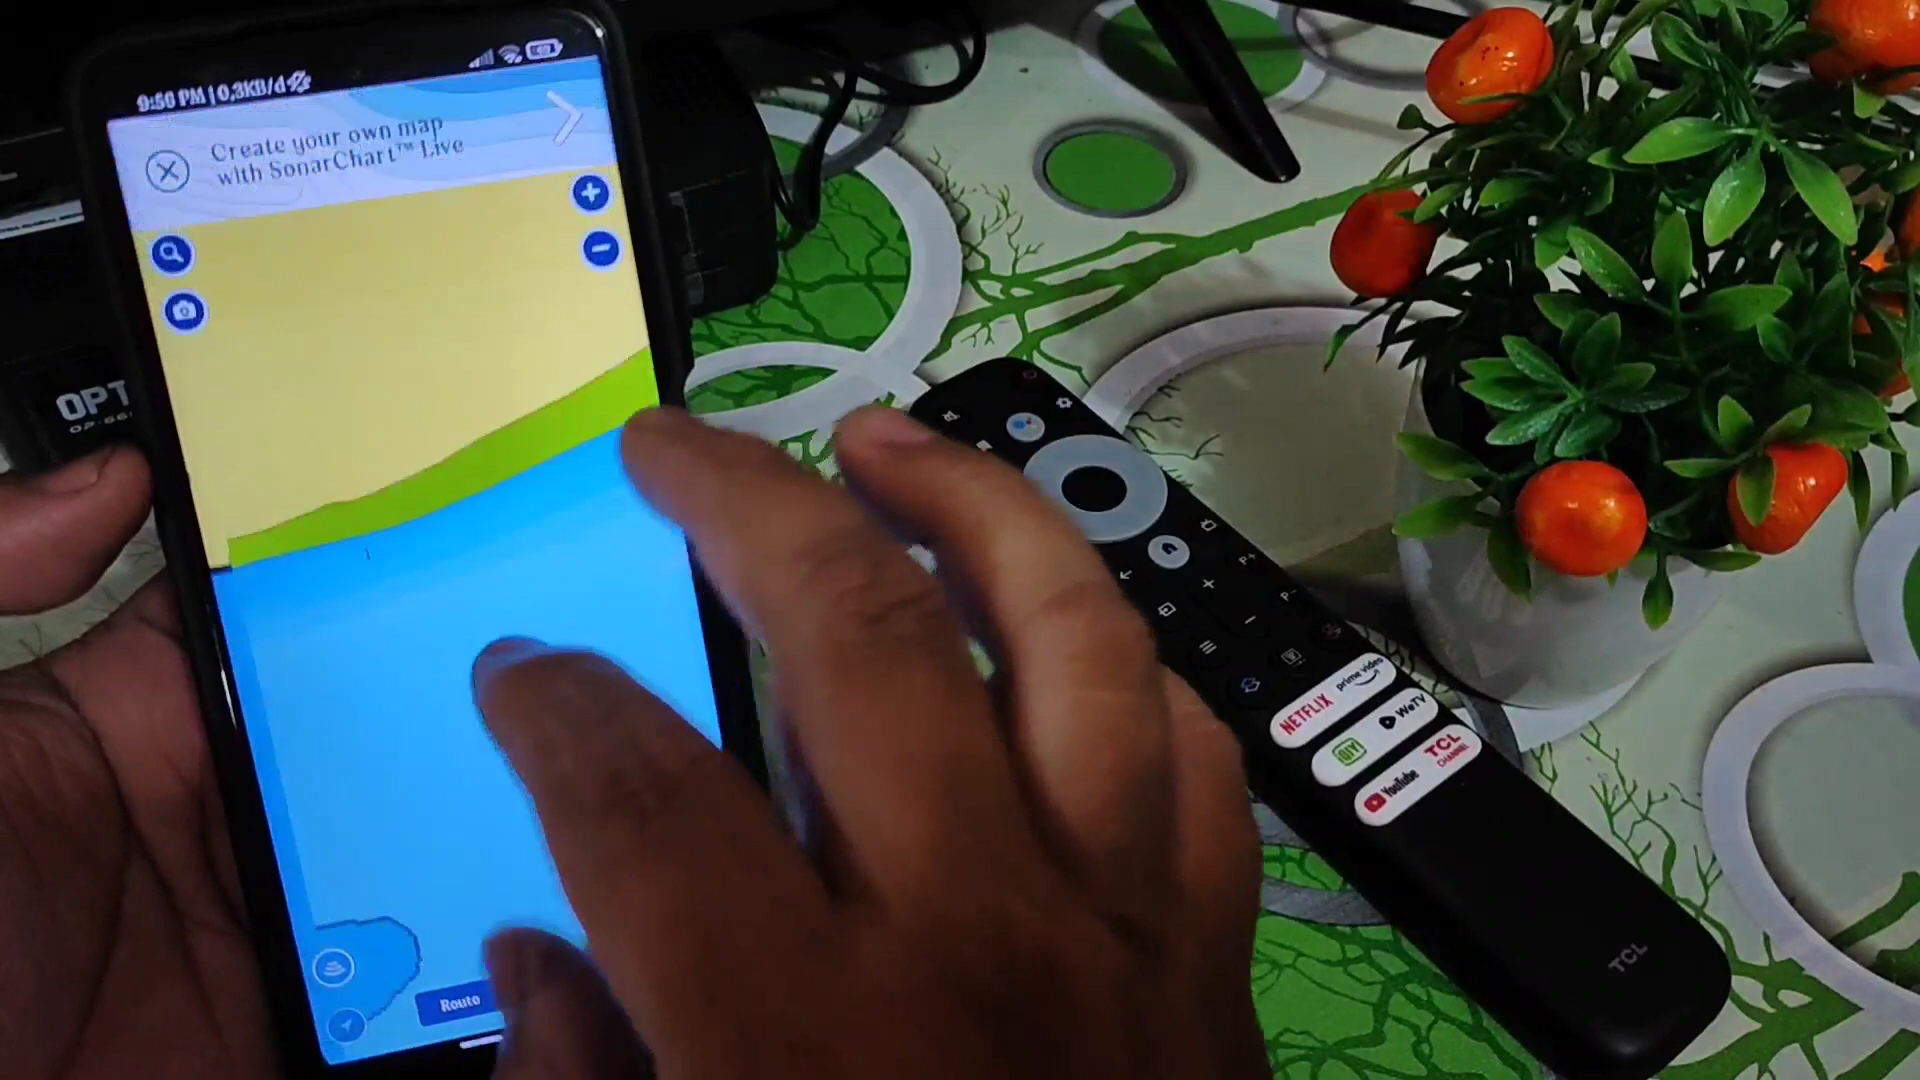 9:50 PM | 0,3KB/d
Create your own map
with SonarChart™ Live
OPT
Route
P+
P-
NETFLIX
prime video
WeTV
iQIYI
TCL
CHANNEL
YouTube
TCL